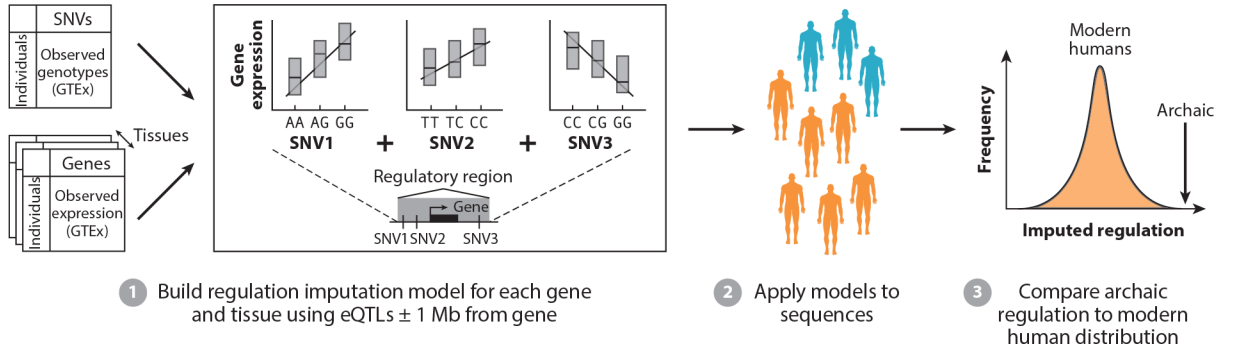 SNVs
Individuals
Observed
genotypes
(GTEx)
Tissues
Genes
Individuals
Observed
expression
(GTEx)
Gene
expression
AA AG GG
SNV1
+
TT TC CC
SNV2
+
CC CG GG
SNV3
Regulatory region
Gene
SNV1 SNV2 SNV3
1 Build regulation imputation model for each gene
and tissue using eQTLs ± 1 Mb from gene
2 Apply models to
sequences
Modern
humans
Archaic
Frequency
Imputed regulation
3 Compare archaic
regulation to modern
human distribution